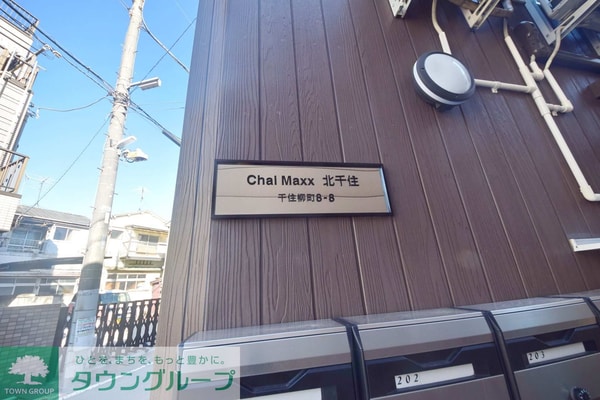 Chal Maxx 北千住
千住柳町8-8
202
203
ひとを、まちを、もっと豊かに。
タウングループ
TOWN GROUP